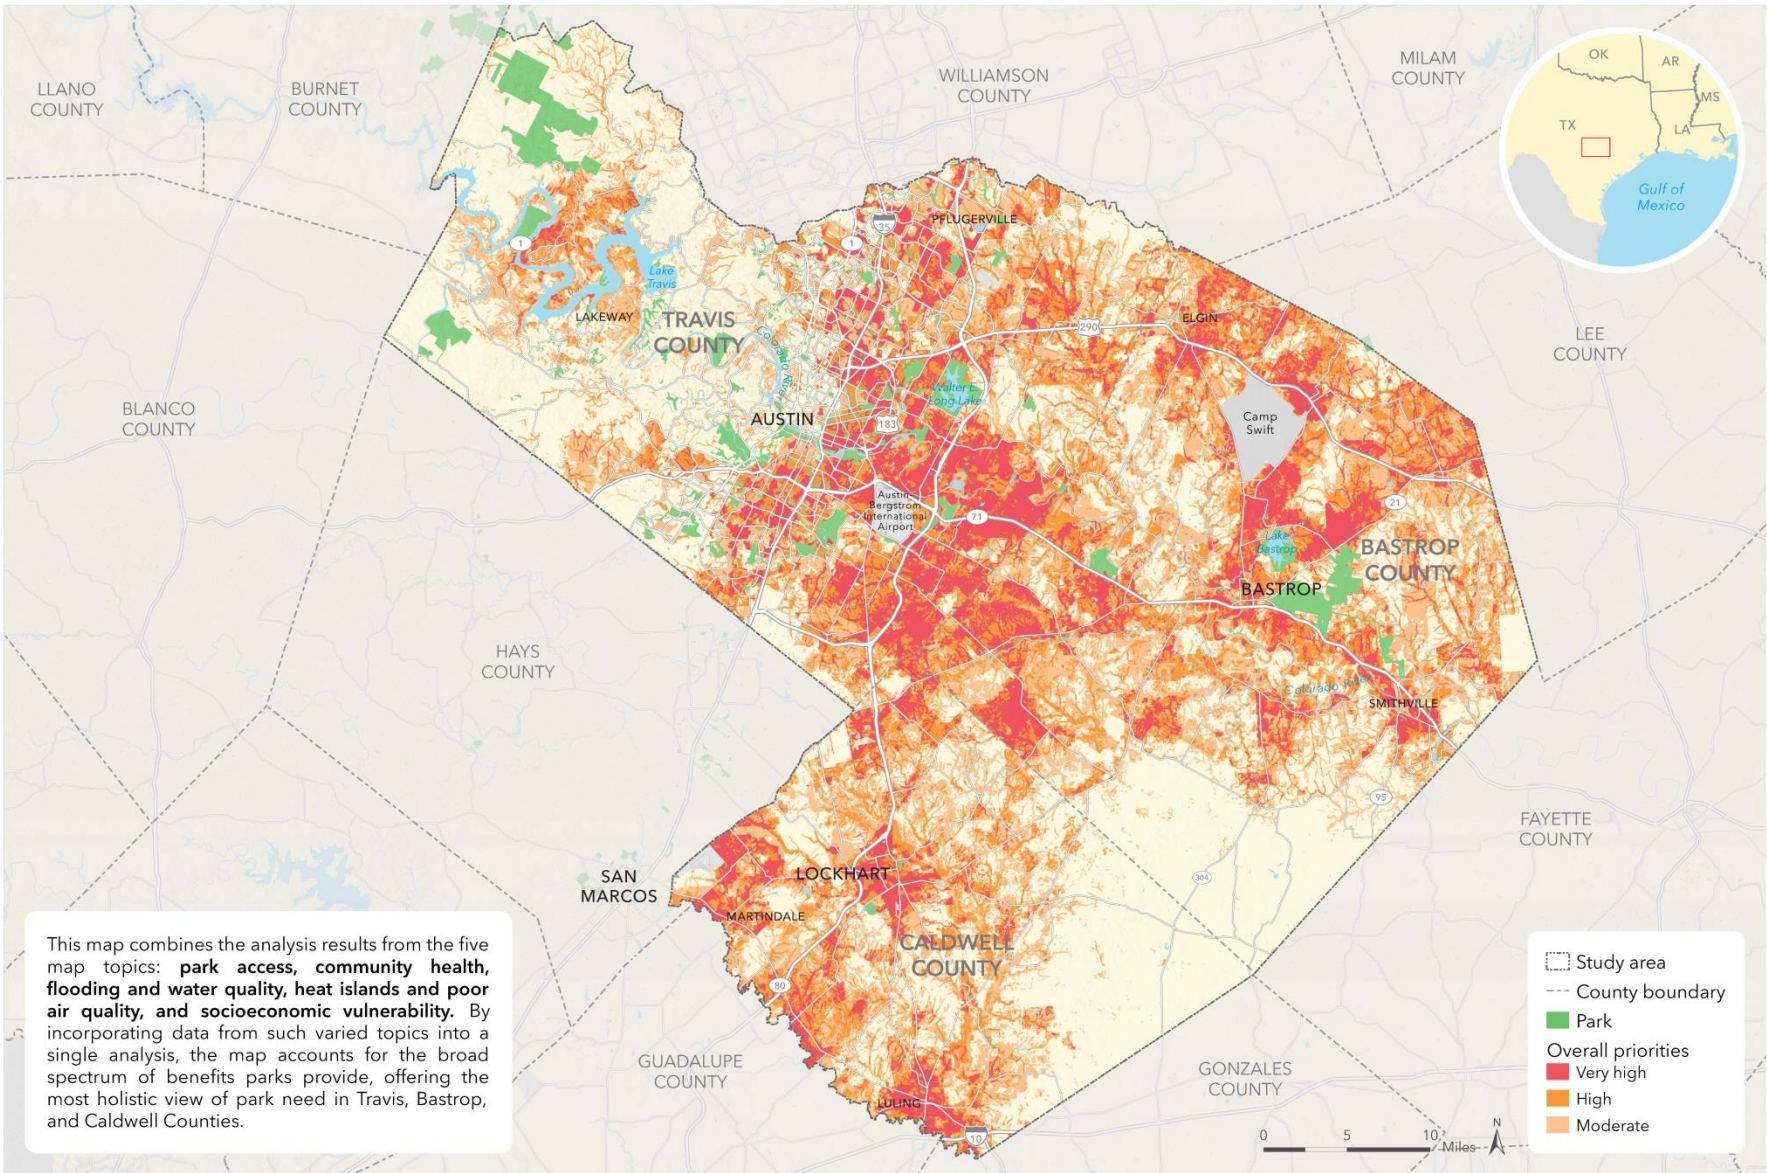 LLANO
COUNTY
BURNET
COUNTY
WILLIAMSON
COUNTY
MILAM
COUNTY
OK
AR
MS
TX
LA
Gulf of
Mexico
1
35
1
PFLUGERVILLE
Lake
Travis
LAKEWAY
TRAVIS
COUNTY
Colorado River
290
ELGIN
LEE
COUNTY
Walter E.
Long Lake
BLANCO
COUNTY
AUSTIN
183
Camp
Swift
Austin-
Bergstrom
International
Airport
71
21
Lake
Bastrop
BASTROP
COUNTY
BASTROP
HAYS
COUNTY
Colorado River
SMITHVILLE
95
FAYETTE
COUNTY
304
SAN
MARCOS
LOCKHART
MARTINDALE
CALDWELL
COUNTY
80
GUADALUPE
COUNTY
GONZALES
COUNTY
LULING
10
This map combines the analysis results from the five
map topics: park access, community health,
flooding and water quality, heat islands and poor
air quality, and socioeconomic vulnerability. By
incorporating data from such varied topics into a
single analysis, the map accounts for the broad
spectrum of benefits parks provide, offering the
most holistic view of park need in Travis, Bastrop,
and Caldwell Counties.
Study area
County boundary
Park
Overall priorities
Very high
High
Moderate
0 5 10 Miles
N